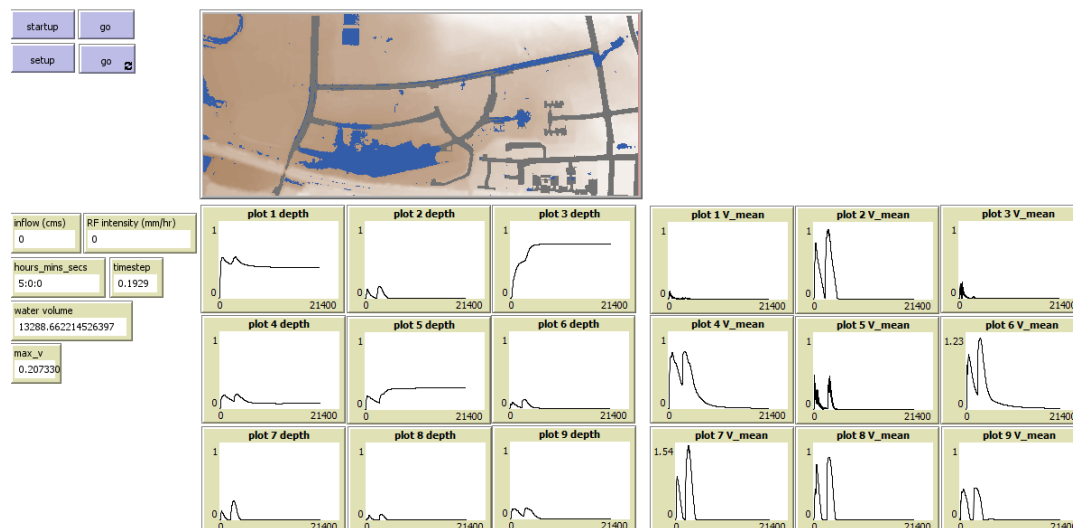 startup
go
setup
go
inflow (cms)
0
RF intensity (mm/hr)
0
hours_mins_secs
5:0:0
timestep
0.1929
water volume
13288.662214526397
max_v
0.207330
plot 1 depth
1
0
0
21400
plot 2 depth
1
0
0
21400
plot 3 depth
1
0
0
21400
plot 1 V_mean
1
0
0
21400
plot 2 V_mean
1
0
0
21400
plot 3 V_mean
1
0
0
21400
plot 4 depth
1
0
0
21400
plot 5 depth
1
0
0
21400
plot 6 depth
1
0
0
21400
plot 4 V_mean
1
0
0
21400
plot 5 V_mean
1
0
0
21400
plot 6 V_mean
1.23
0
0
21400
plot 7 depth
1
0
0
21400
plot 8 depth
1
0
0
21400
plot 9 depth
1
0
0
21400
plot 7 V_mean
1.54
0
0
21400
plot 8 V_mean
1
0
0
21400
plot 9 V_mean
1
0
0
21400